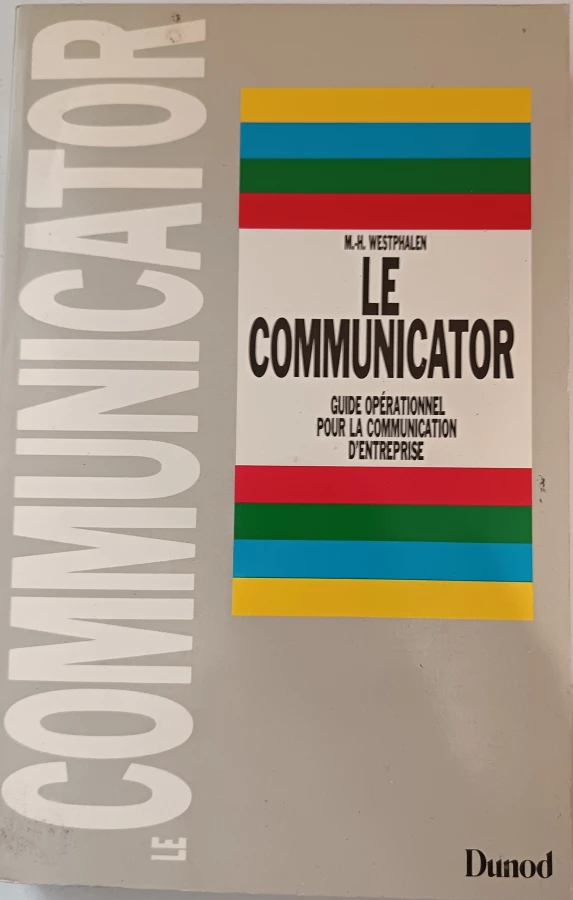 LE COMMUNICATOR
M.-H. WESTPHALEN
LE
COMMUNICATOR
GUIDE OPÉRATIONNEL
POUR LA COMMUNICATION
D'ENTREPRISE
Dunod